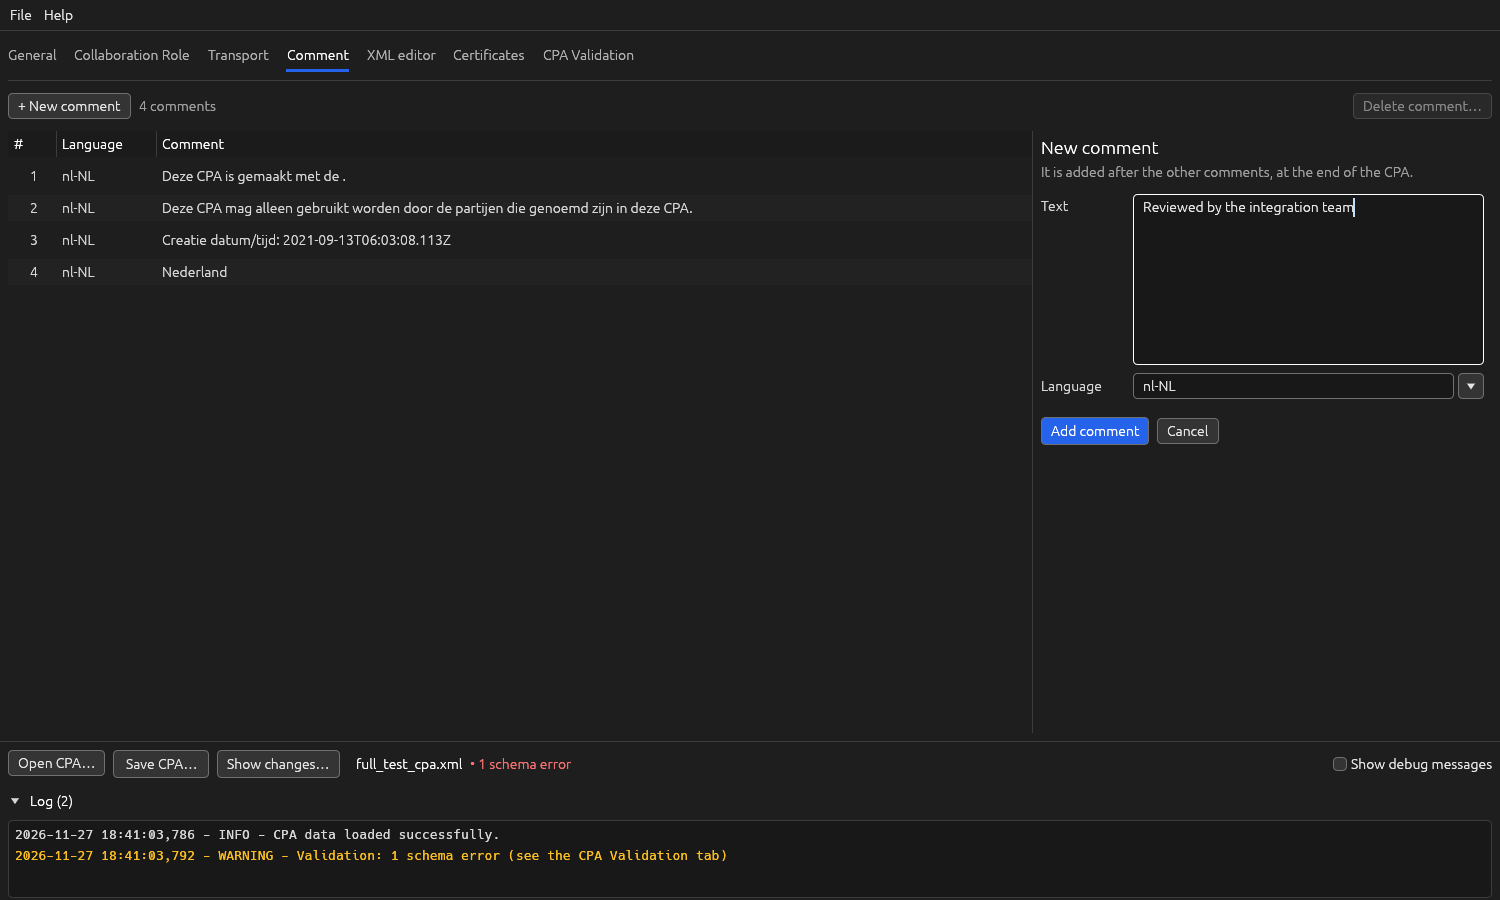 File Help
General Collaboration Role Transport Comment XML editor Certificates CPA Validation
+ New comment 4 comments Delete comment...
# Language Comment
1 nl-NL Deze CPA is gemaakt met de .
2 nl-NL Deze CPA mag alleen gebruikt worden door de partijen die genoemd zijn in deze CPA.
3 nl-NL Creatie datum/tijd: 2021-09-13T06:03:08.113Z
4 nl-NL Nederland
New comment
It is added after the other comments, at the end of the CPA.
Text Reviewed by the integration team
Language nl-NL
Add comment Cancel
Open CPA... Save CPA... Show changes... full_test_cpa.xml • 1 schema error Show debug messages
Log (2)
2026-11-27 18:41:03,786 - INFO - CPA data loaded successfully.
2026-11-27 18:41:03,792 - WARNING - Validation: 1 schema error (see the CPA Validation tab)